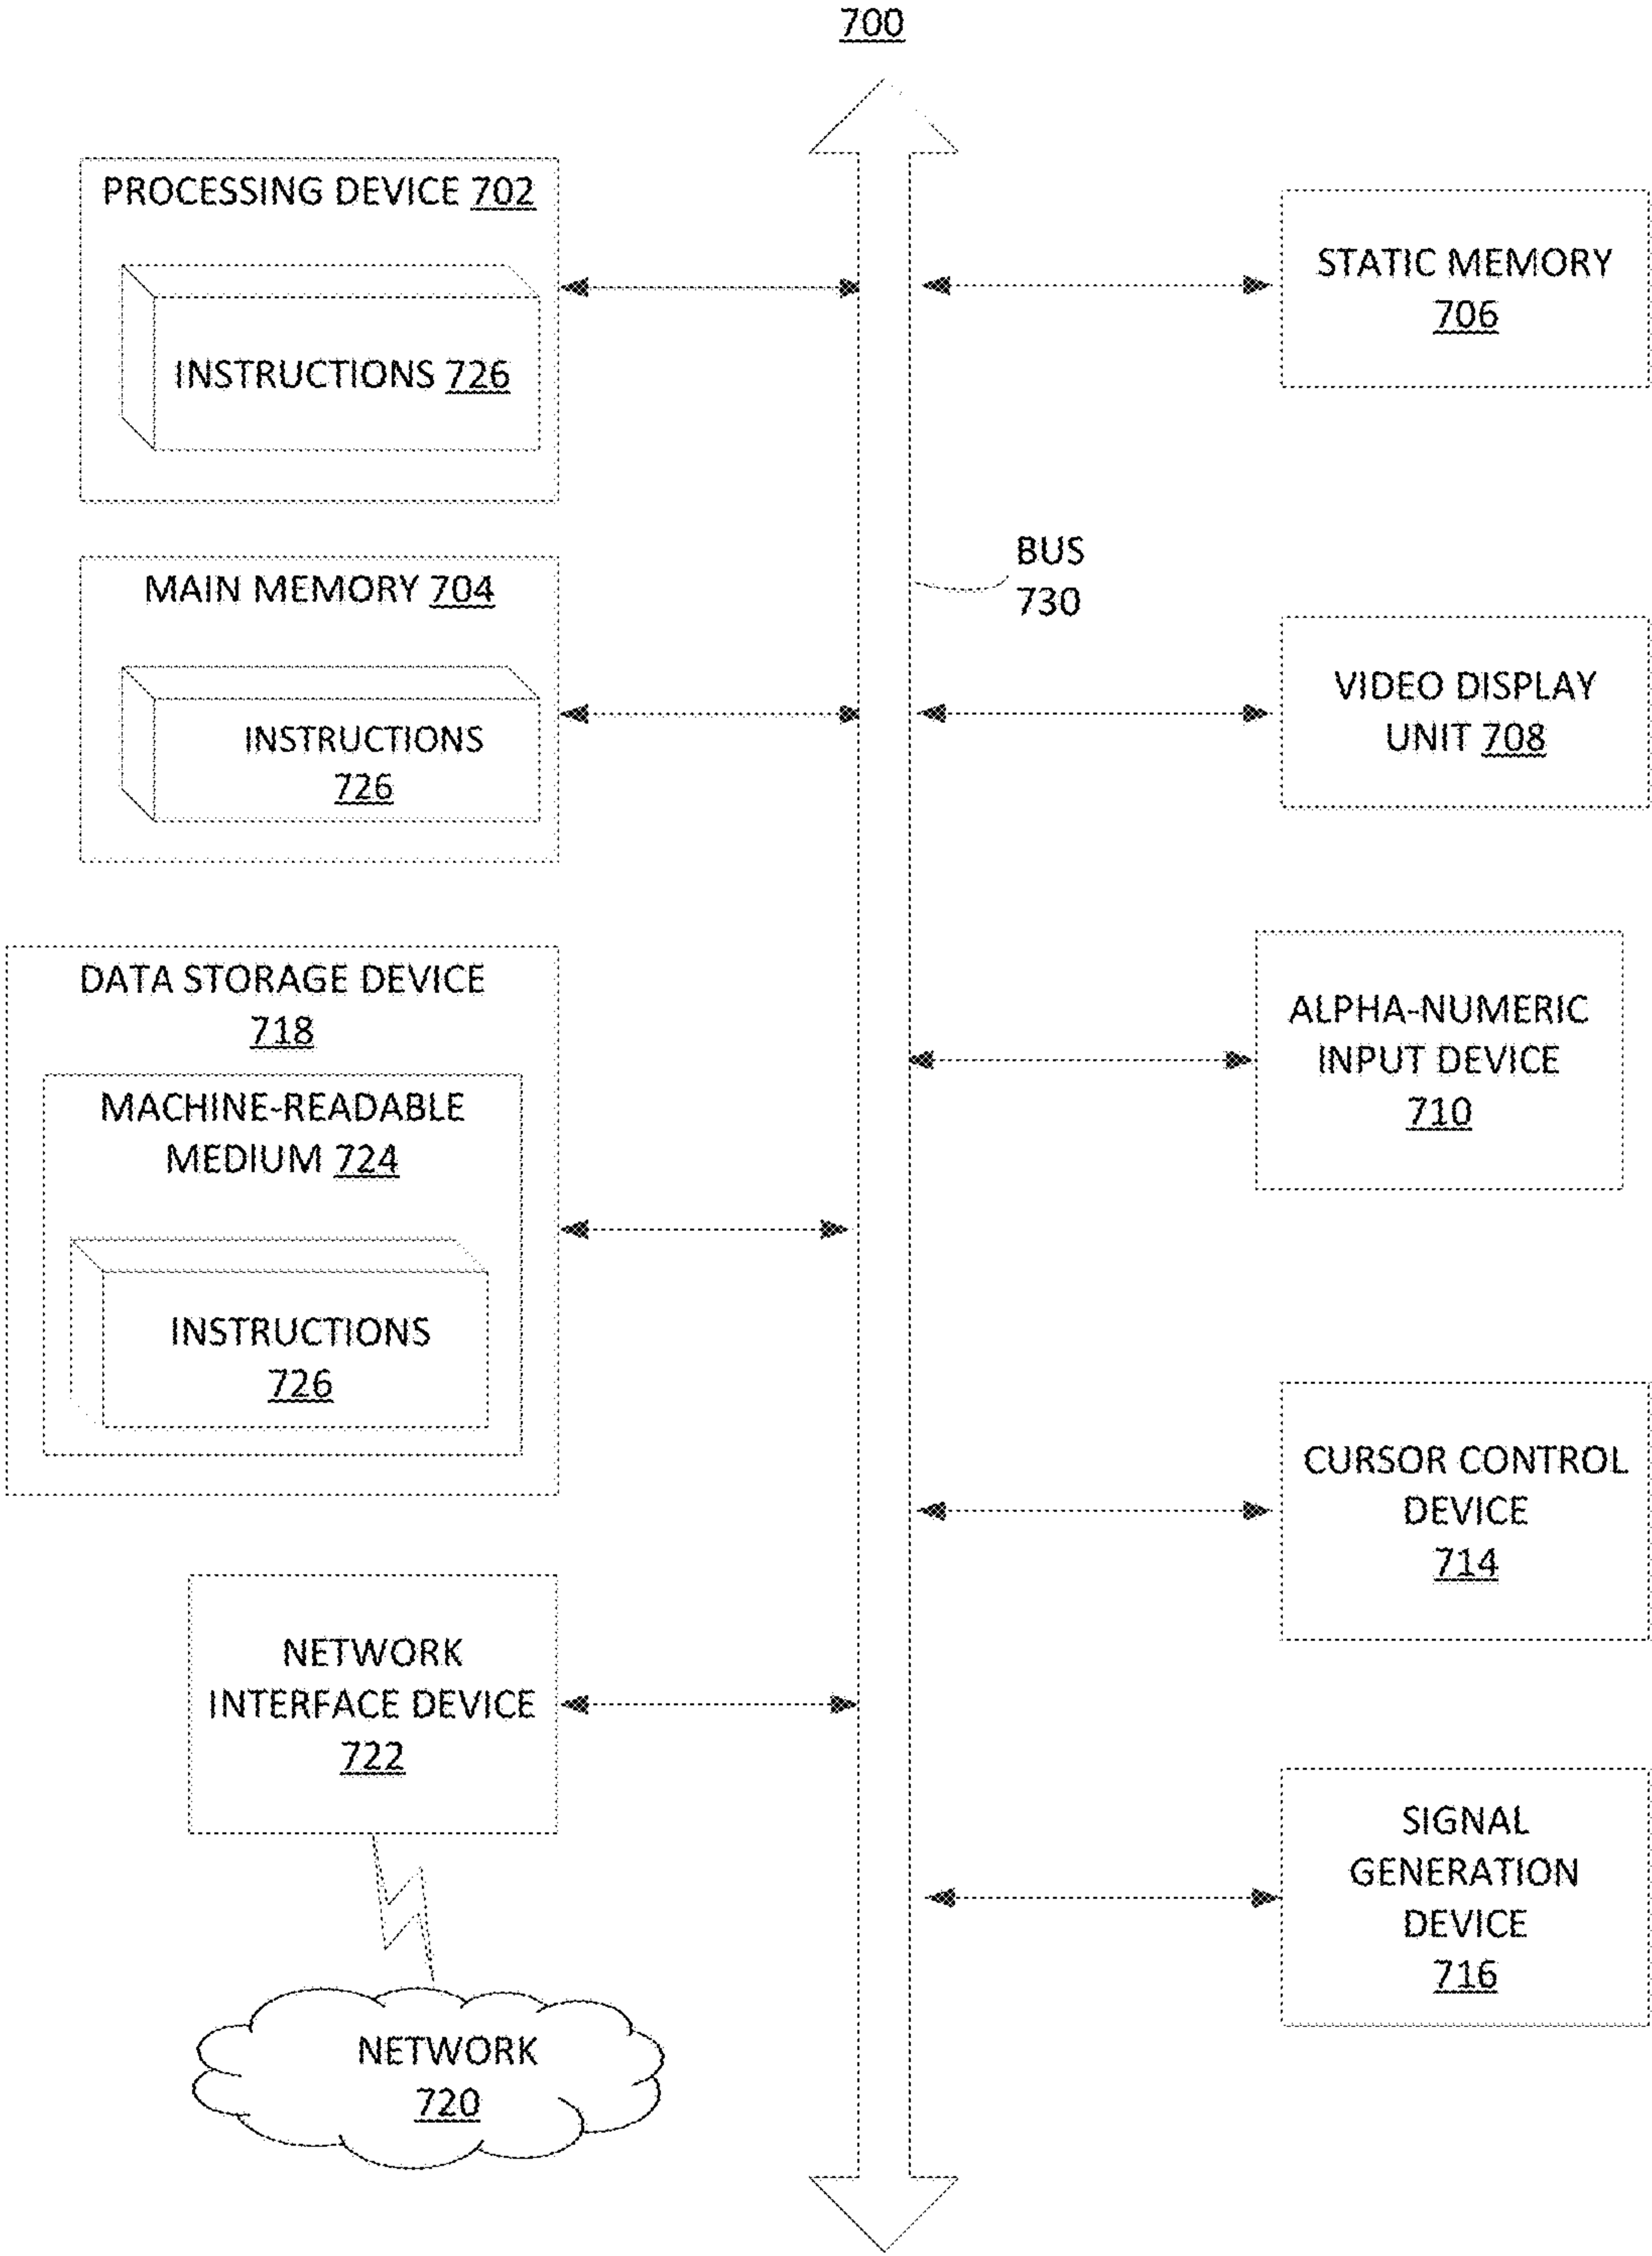 700
PROCESSING DEVICE 702
INSTRUCTIONS 726
MAIN MEMORY 704
INSTRUCTIONS
726
DATA STORAGE DEVICE
718
MACHINE-READABLE
MEDIUM 724
INSTRUCTIONS
726
NETWORK
INTERFACE DEVICE
722
NETWORK
720
BUS
730
STATIC MEMORY
706
VIDEO DISPLAY
UNIT 708
ALPHA-NUMERIC
INPUT DEVICE
710
CURSOR CONTROL
DEVICE
714
SIGNAL
GENERATION
DEVICE
716